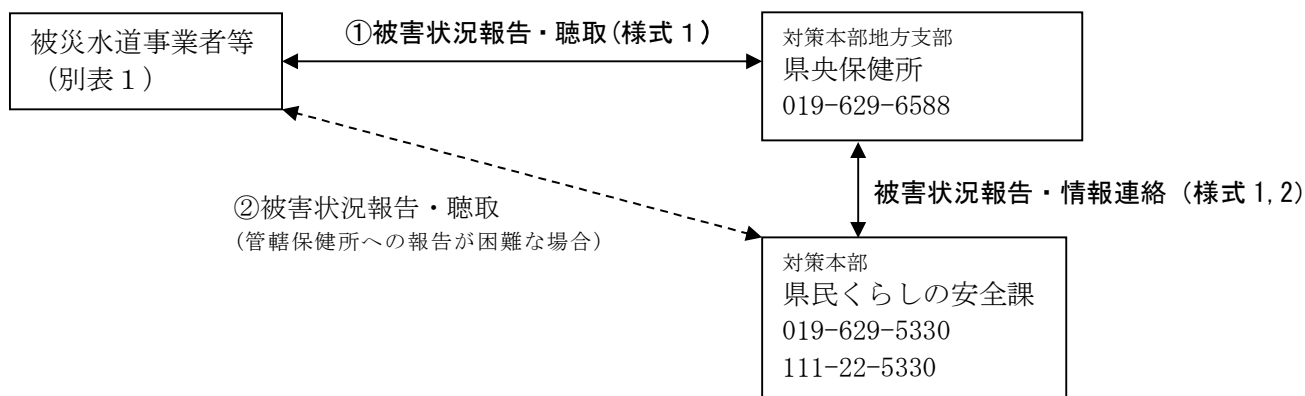 被災水道事業者等
（別表１）
①被害状況報告・聴取(様式１)
対策本部地方支部
県央保健所
019-629-6588
②被害状況報告・聴取
(管轄保健所への報告が困難な場合)
被害状況報告・情報連絡（様式1,2)
対策本部
県民くらしの安全課
019-629-5330
111-22-5330